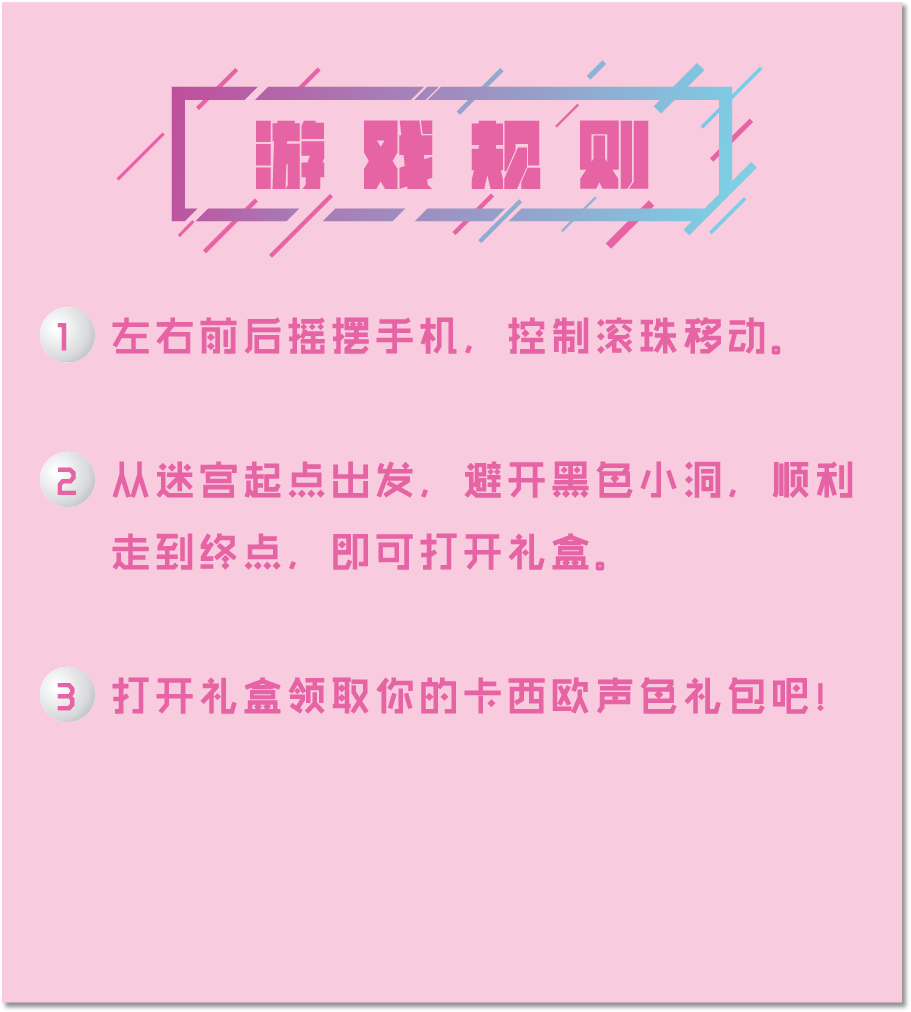 游戏规则
1 左右前后摇摆手机，控制滚珠移动。
2 从迷宫起点出发，避开黑色小洞，顺利
走到终点，即可打开礼盒。
3 打开礼盒领取你的卡西欧声色礼包吧！